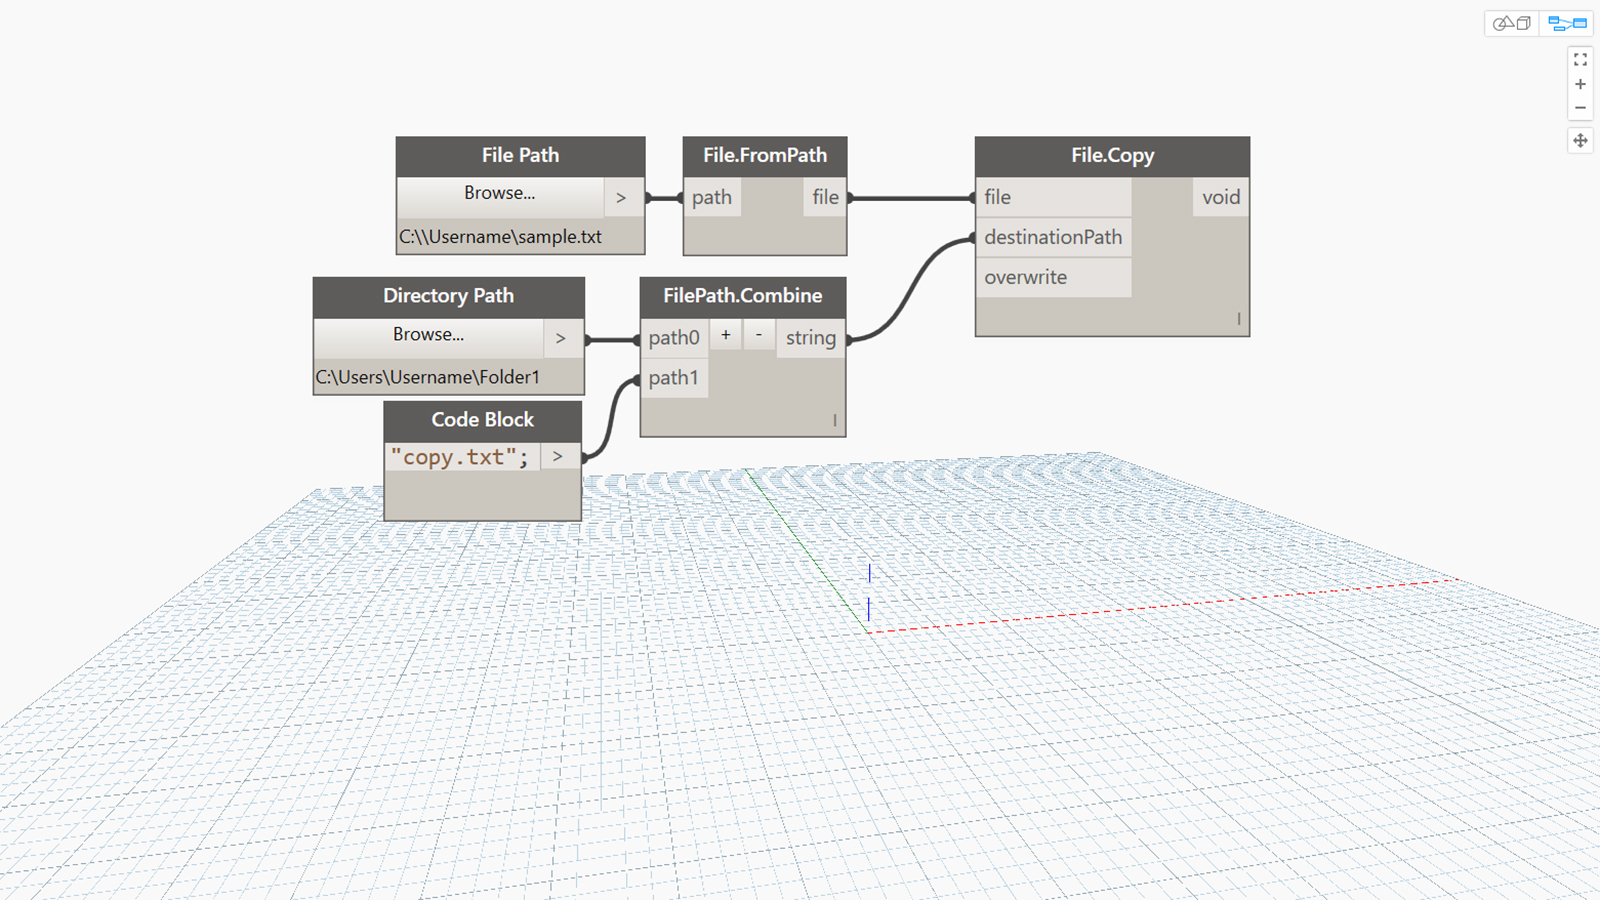 File Path
Browse...
>
C:\\Username\sample.txt
File.FromPath
path
file
File.Copy
file
void
destinationPath
overwrite
l
Directory Path
Browse...
>
C:\Users\Username\Folder1
FilePath.Combine
path0
+
-
string
path1
l
Code Block
"copy.txt";
>